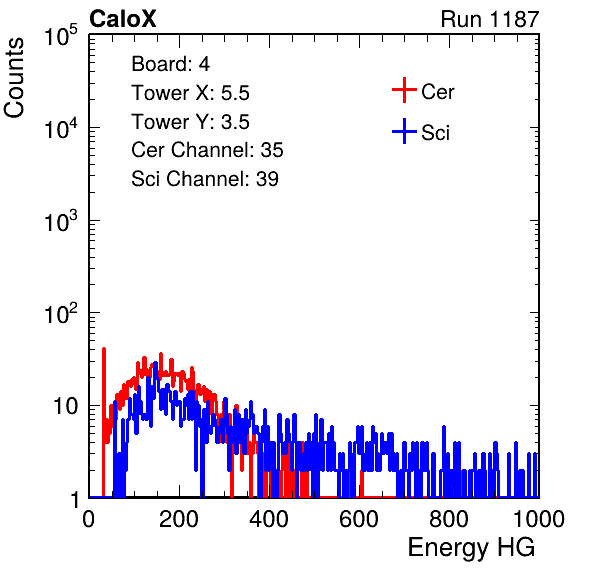 CaloX Run 1187
Counts
Board: 4
Tower X: 5.5
Tower Y: 3.5
Cer Channel: 35
Sci Channel: 39
Cer
Sci
10^5
10^4
10^3
10^2
10
1
0 200 400 600 800 1000
Energy HG